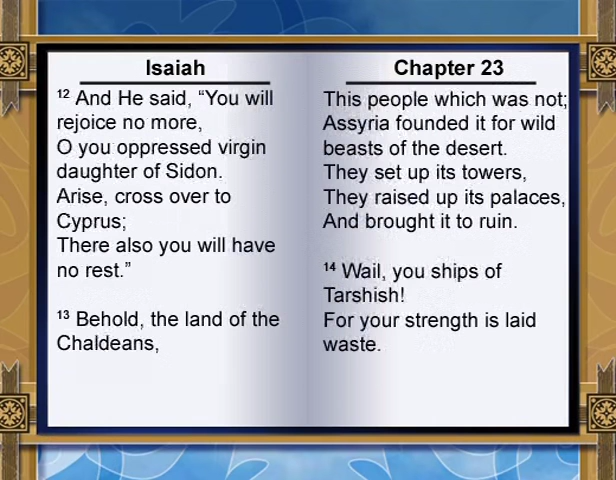 Isaiah
¹² And He said, “You will
rejoice no more,
O you oppressed virgin
daughter of Sidon.
Arise, cross over to
Cyprus;
There also you will have
no rest.”
¹³ Behold, the land of the
Chaldeans,
Chapter 23
This people which was not;
Assyria founded it for wild
beasts of the desert.
They set up its towers,
They raised up its palaces,
And brought it to ruin.
¹⁴ Wail, you ships of
Tarshish!
For your strength is laid
waste.